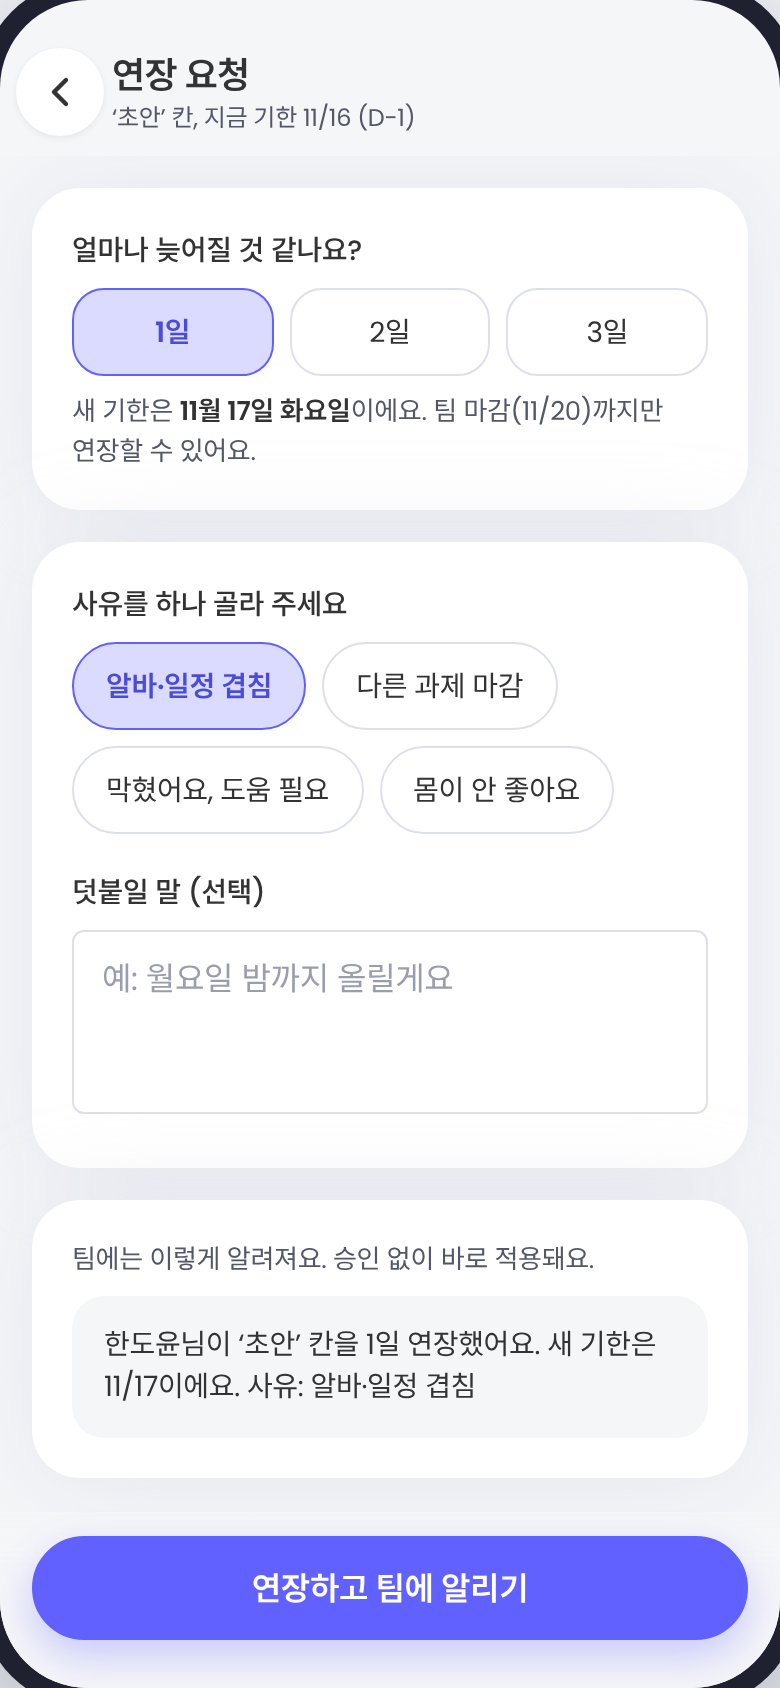 연장 요청
‘초안’ 칸, 지금 기한 11/16 (D-1)
얼마나 늦어질 것 같나요?
1일
2일
3일
새 기한은 11월 17일 화요일이에요. 팀 마감(11/20)까지만
연장할 수 있어요.
사유를 하나 골라 주세요
알바·일정 겹침
다른 과제 마감
막혔어요, 도움 필요
몸이 안 좋아요
덧붙일 말 (선택)
예: 월요일 밤까지 올릴게요
팀에는 이렇게 알려져요. 승인 없이 바로 적용돼요.
한도윤님이 ‘초안’ 칸을 1일 연장했어요. 새 기한은
11/17이에요. 사유: 알바·일정 겹침
연장하고 팀에 알리기